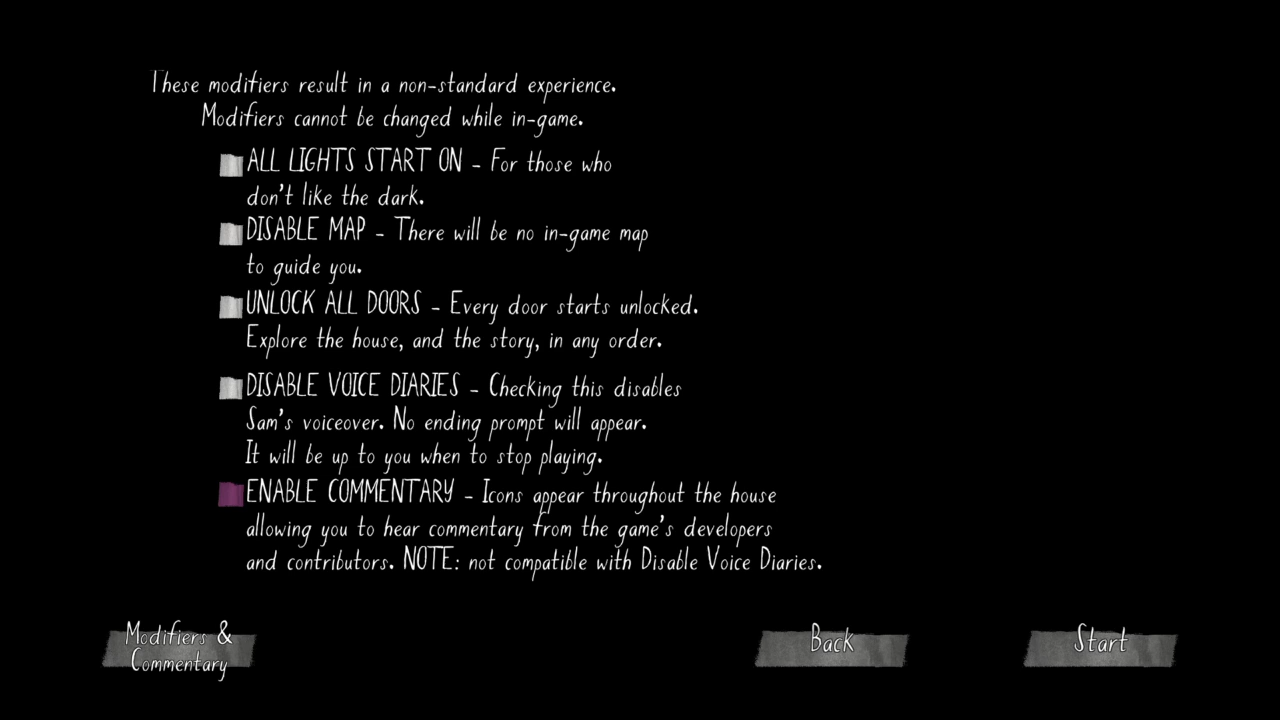 These modifiers result in a non-standard experience.
Modifiers cannot be changed while in-game.
ALL LIGHTS START ON - For those who
don't like the dark.
DISABLE MAP - There will be no in-game map
to guide you.
UNLOCK ALL DOORS - Every door starts unlocked.
Explore the house, and the story, in any order.
DISABLE VOICE DIARIES - Checking this disables
Sam's voiceover. No ending prompt will appear.
It will be up to you when to stop playing.
ENABLE COMMENTARY - Icons appear throughout the house
allowing you to hear commentary from the game's developers
and contributors. NOTE: not compatible with Disable Voice Diaries.
Modifiers &
Commentary
Back
Start